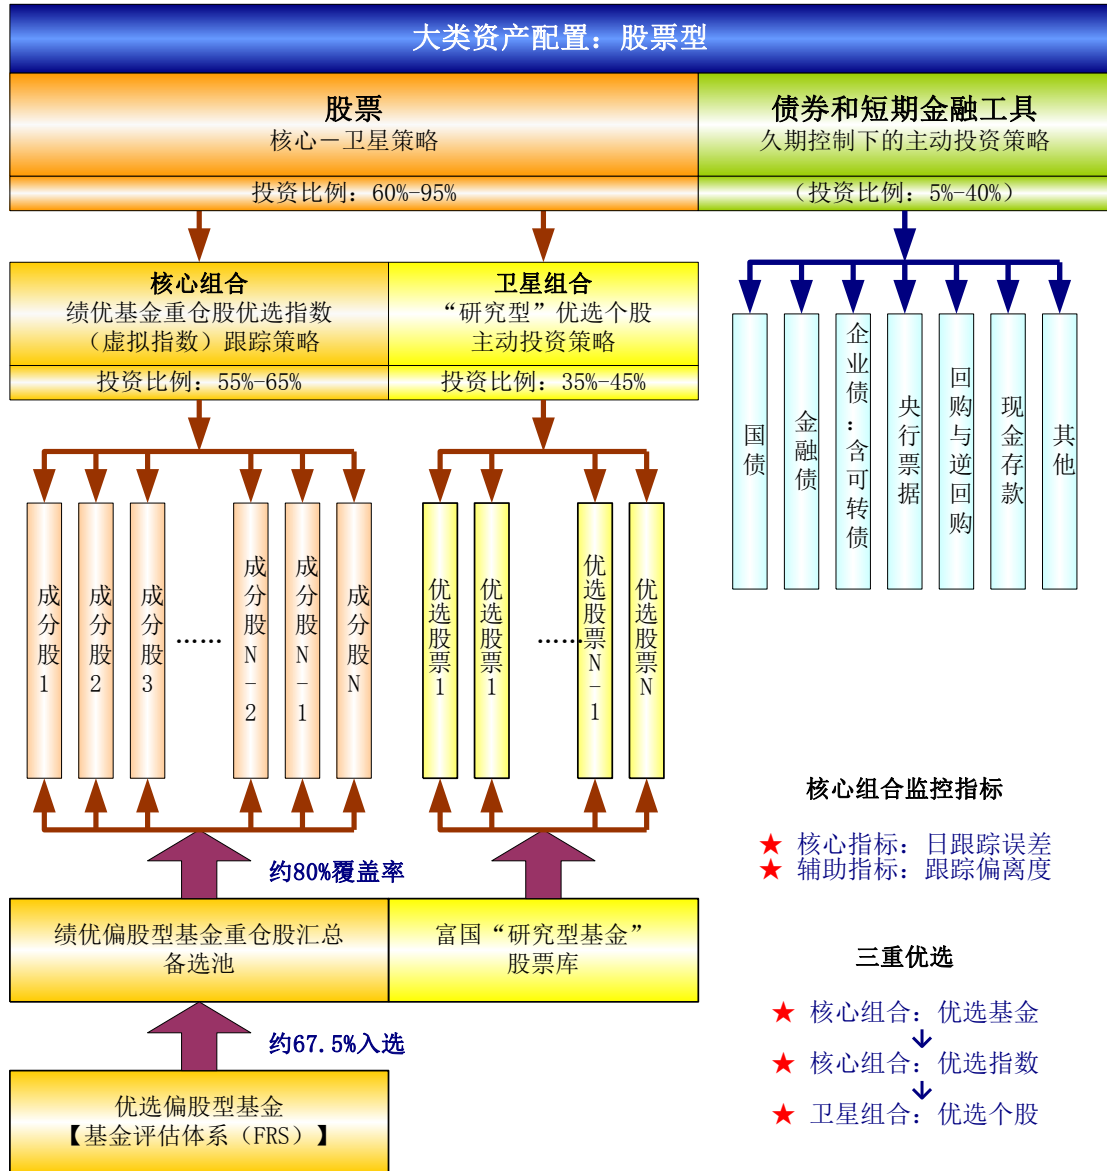 大类资产配置：股票型
股票
核心－卫星策略
投资比例：60%-95%
债券和短期金融工具
久期控制下的主动投资策略
（投资比例：5%-40%）
核心组合
绩优基金重仓股优选指数
（虚拟指数）跟踪策略
投资比例：55%-65%
卫星组合
“研究型”优选个股
主动投资策略
投资比例：35%-45%
国债
金融债
企业债：含可转债
央行票据
回购与逆回购
现金存款
其他
成分股1
成分股2
成分股3
……
成分股N-2
成分股N-1
成分股N
优选股票1
优选股票1
……
优选股票N-1
优选股票N
约80%覆盖率
绩优偏股型基金重仓股汇总
备选池
富国“研究型基金”
股票库
约67.5%入选
优选偏股型基金
【基金评估体系（FRS）】
核心组合监控指标
★ 核心指标：日跟踪误差
★ 辅助指标：跟踪偏离度
三重优选
★ 核心组合：优选基金
★ 核心组合：优选指数
★ 卫星组合：优选个股